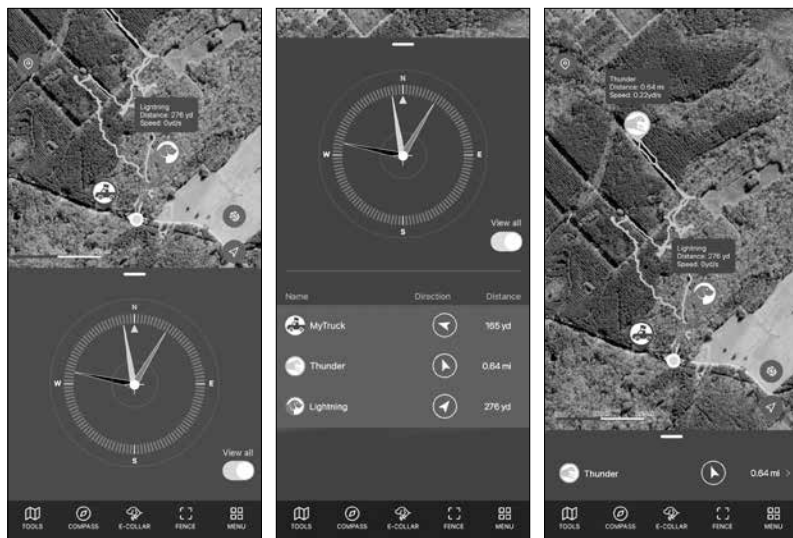 Lightning
Distance: 276 yd
Speed: 0yd/s
N
W
E
S
View all
TOOLS
COMPASS
E-COLLAR
FENCE
MENU
N
W
E
S
View all
Name Direction Distance
MyTruck 165 yd
Thunder 0.64 mi
Lightning 276 yd
TOOLS
COMPASS
E-COLLAR
FENCE
MENU
Thunder
Distance: 0.64 mi
Speed: 0.22yd/s
Lightning
Distance: 276 yd
Speed: 0yd/s
Thunder 0.64 mi
TOOLS
COMPASS
E-COLLAR
FENCE
MENU